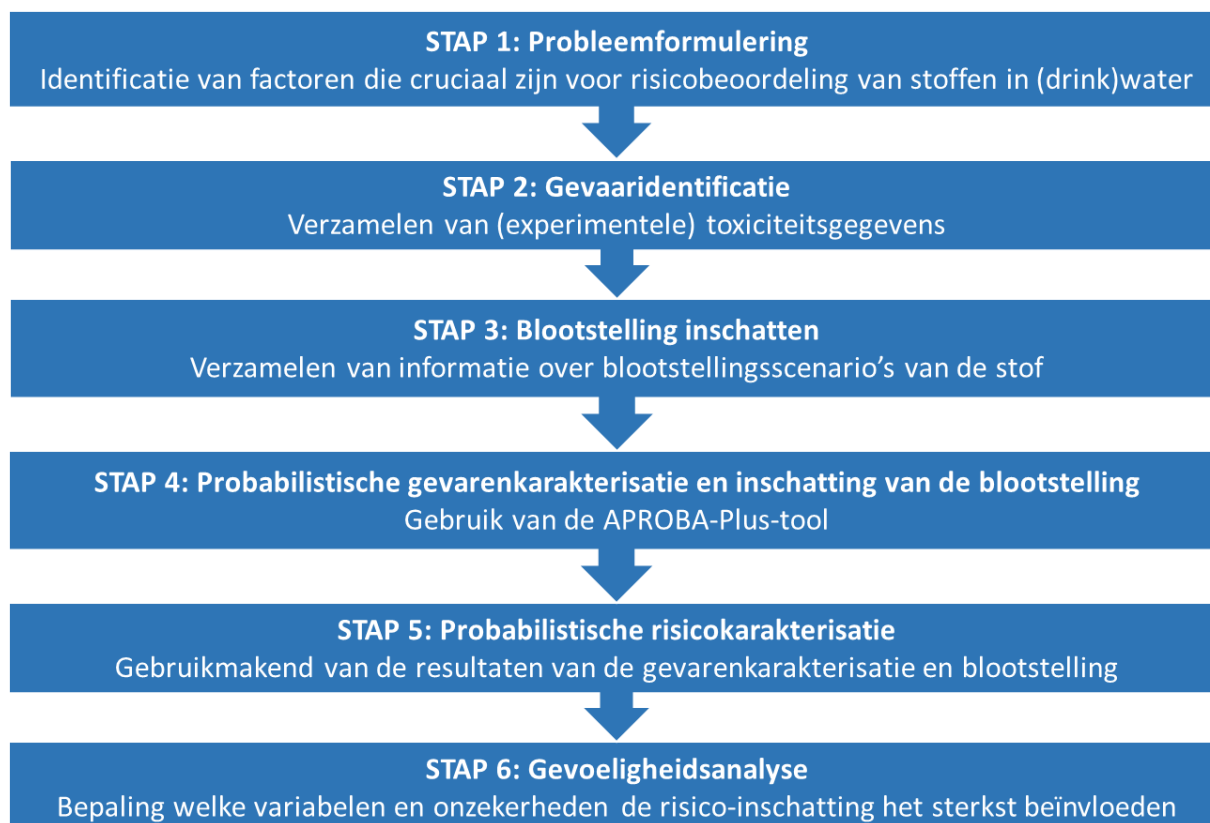 STAP 1: Probleemformulering
Identificatie van factoren die cruciaal zijn voor risicobeoordeling van stoffen in (drink)water
STAP 2: Gevaaridentificatie
Verzamelen van (experimentele) toxiciteitsgegevens
STAP 3: Blootstelling inschatten
Verzamelen van informatie over blootstellingsscenario’s van de stof
STAP 4: Probabilistische gevarenkarakterisatie en inschatting van de blootstelling
Gebruik van de APROBA-Plus-tool
STAP 5: Probabilistische risicokarakterisatie
Gebruikmakend van de resultaten van de gevarenkarakterisatie en blootstelling
STAP 6: Gevoeligheidsanalyse
Bepaling welke variabelen en onzekerheden de risico-inschatting het sterkst beïnvloeden